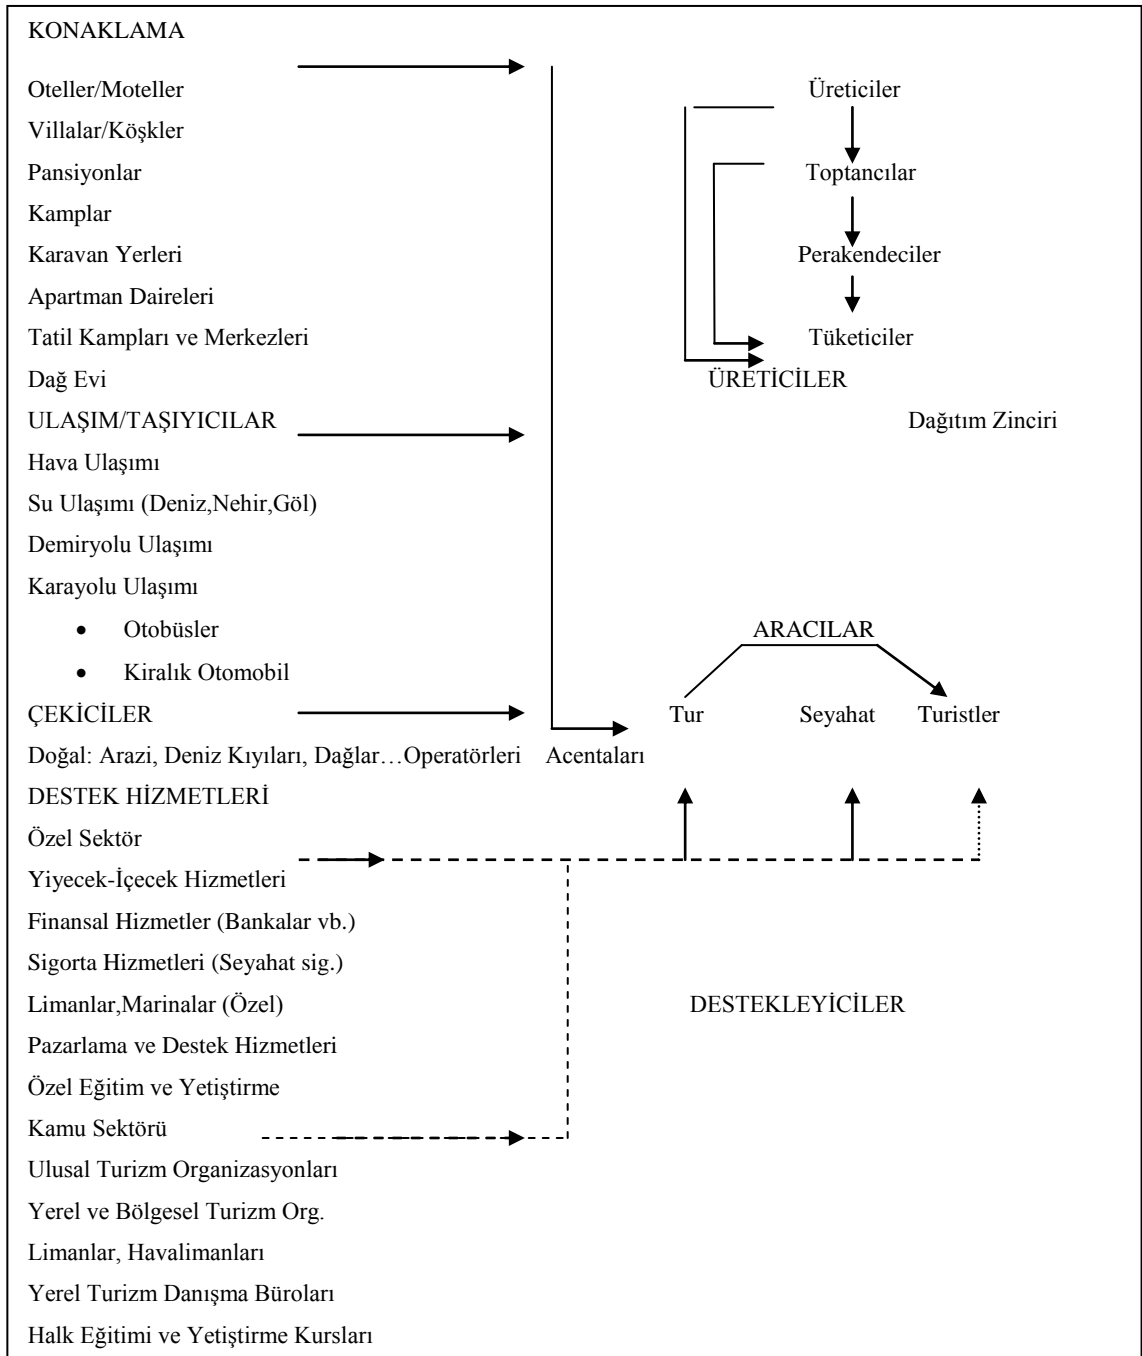 KONAKLAMA
Oteller/Moteller Üreticiler
Villalar/Köşkler
Pansiyonlar Toptancılar
Kamplar
Karavan Yerleri Perakendeciler
Apartman Daireleri
Tatil Kampları ve Merkezleri Tüketiciler
Dağ Evi ÜRETİCİLER
ULAŞIM/TAŞIYICILAR Dağıtım Zinciri
Hava Ulaşımı
Su Ulaşımı (Deniz,Nehir,Göl)
Demiryolu Ulaşımı
Karayolu Ulaşımı
• Otobüsler ARACILAR
• Kiralık Otomobil
ÇEKİCİLER Tur Seyahat Turistler
Doğal: Arazi, Deniz Kıyıları, Dağlar…Operatörleri Acentaları
DESTEK HİZMETLERİ
Özel Sektör
Yiyecek-İçecek Hizmetleri
Finansal Hizmetler (Bankalar vb.)
Sigorta Hizmetleri (Seyahat sig.)
Limanlar,Marinalar (Özel) DESTEKLEYİCİLER
Pazarlama ve Destek Hizmetleri
Özel Eğitim ve Yetiştirme
Kamu Sektörü
Ulusal Turizm Organizasyonları
Yerel ve Bölgesel Turizm Org.
Limanlar, Havalimanları
Yerel Turizm Danışma Büroları
Halk Eğitimi ve Yetiştirme Kursları